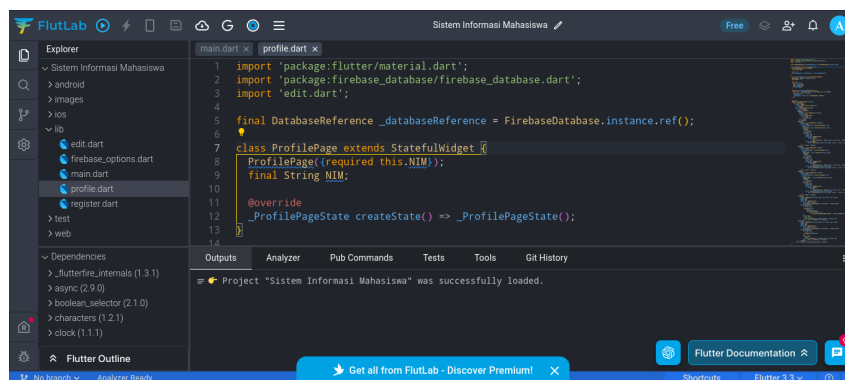 FlutLab
Sistem Informasi Mahasiswa
Free
A
Explorer
Sistem Informasi Mahasiswa
android
images
ios
lib
edit.dart
firebase_options.dart
main.dart
profile.dart
register.dart
test
web
Dependencies
_flutterfire_internals (1.3.1)
async (2.9.0)
boolean_selector (2.1.0)
characters (1.2.1)
clock (1.1.1)
Flutter Outline
main.dart × profile.dart ×
1 import 'package:flutter/material.dart';
2 import 'package:firebase_database/firebase_database.dart';
3 import 'edit.dart';
4
5 final DatabaseReference _databaseReference = FirebaseDatabase.instance.ref();
6
7 class ProfilePage extends StatefulWidget {
8 ProfilePage({required this.NIM});
9 final String NIM;
10
11 @override
12 _ProfilePageState createState() => _ProfilePageState();
13 }
14
Outputs Analyzer Pub Commands Tests Tools Git History
Project "Sistem Informasi Mahasiswa" was successfully loaded.
Flutter Documentation
Get all from FlutLab - Discover Premium! ×
No branch Analyzer Ready Shortcuts Flutter 3.3